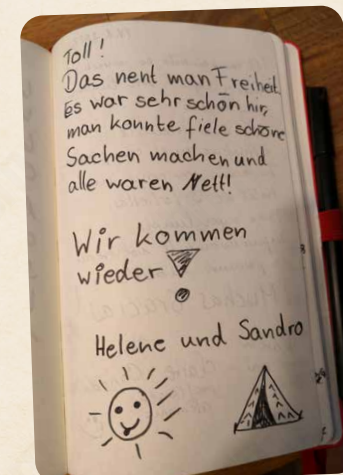 Toll!
Das nent man Freiheit.
Es war sehr schön hir,
man konnte fiele schöne
Sachen machen und
alle waren Nett!
Wir kommen
wieder!
Helene und Sandro